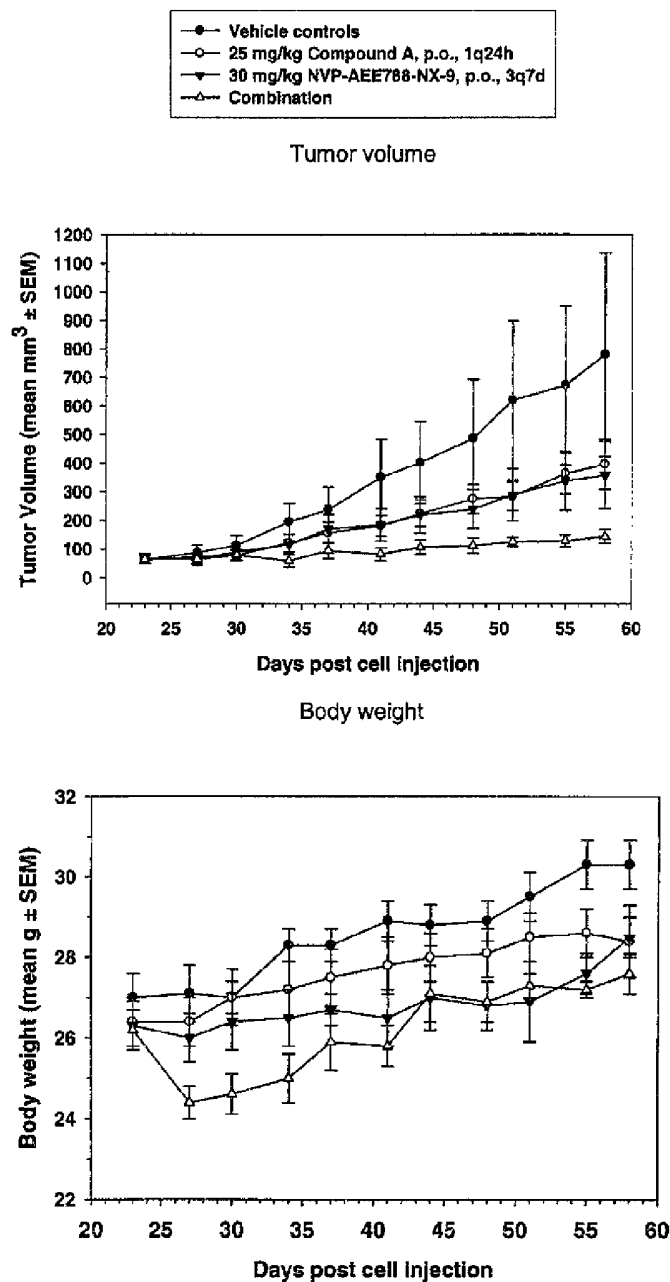 Vehicle controls
25 mg/kg Compound A, p.o., 1q24h
30 mg/kg NVP-AEE788-NX-9, p.o., 3q7d
Combination
Tumor volume
Tumor Volume (mean mm³ ± SEM)
1200
1100
1000
900
800
700
600
500
400
300
200
100
0
20 25 30 35 40 45 50 55 60
Days post cell injection
Body weight
Body weight (mean g ± SEM)
32
30
28
26
24
22
20 25 30 35 40 45 50 55 60
Days post cell injection